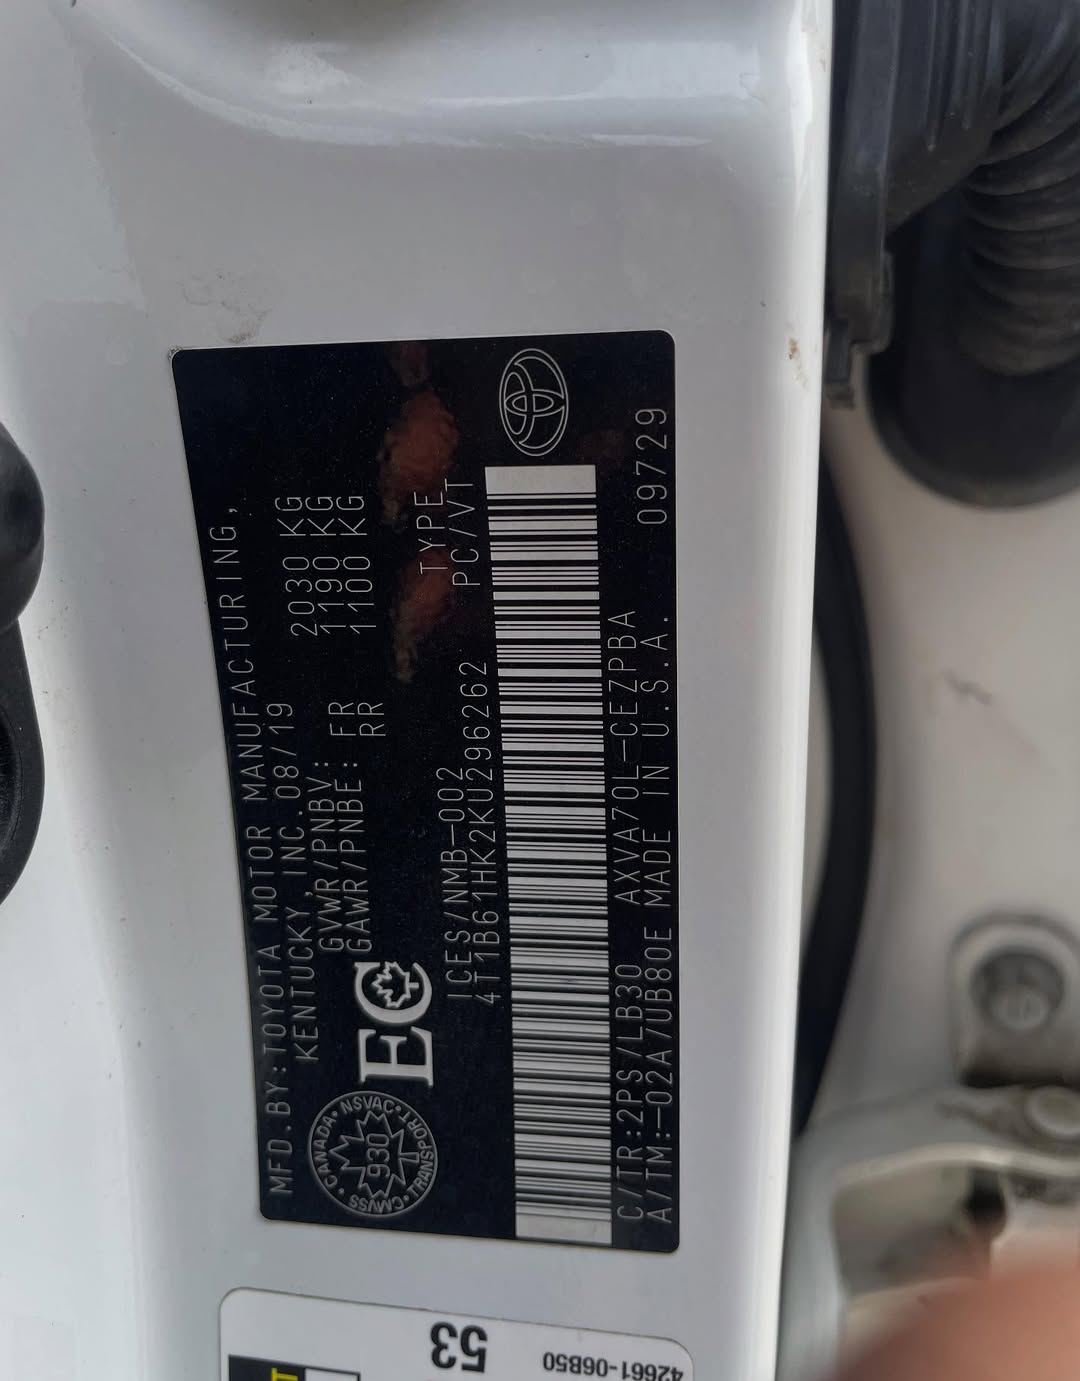 MFD.BY:TOYOTA MOTOR MANUFACTURING,
KENTUCKY, INC. 08/19
GVWR/PNBV: 2030 KG
GAWR/PNBE: FR 1190 KG
RR 1100 KG
CANADA • NSVAC • TRANSPORT • CMVSS •
930
EC
ICES/NMB-002 TYPE
4T1B61HK2KU296262 PC/VT
C/TR:2PS/LB30 AXVA70L-CEZPBA
A/TM:-02A/UB80E MADE IN U.S.A. 09729
42661-06B50
53